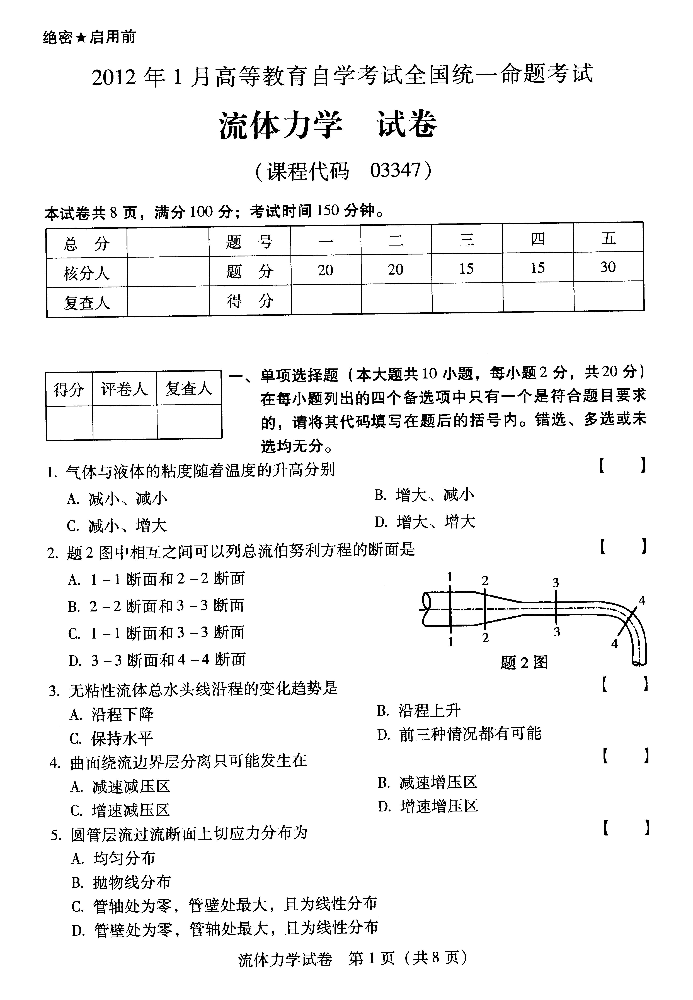 绝密★启用前
2012 年 1 月高等教育自学考试全国统一命题考试
流体力学 试卷
(课程代码 03347)
本试卷共 8 页，满分 100 分；考试时间 150 分钟。
总 分 题 号 一 二 三 四 五
核分人 题 分 20 20 15 15 30
复查人 得 分
得分 评卷人 复查人
一、单项选择题（本大题共 10 小题，每小题 2 分，共 20 分）
在每小题列出的四个备选项中只有一个是符合题目要求
的，请将其代码填写在题后的括号内。错选、多选或未
选均无分。
1. 气体与液体的粘度随着温度的升高分别 【 】
A. 减小、减小 B. 增大、减小
C. 减小、增大 D. 增大、增大
2. 题 2 图中相互之间可以列总流伯努利方程的断面是 【 】
A. 1－1 断面和 2－2 断面
B. 2－2 断面和 3－3 断面
C. 1－1 断面和 3－3 断面
D. 3－3 断面和 4－4 断面
1 2 3 4
1 2 3 4
题 2 图
3. 无粘性流体总水头线沿程的变化趋势是 【 】
A. 沿程下降 B. 沿程上升
C. 保持水平 D. 前三种情况都有可能
4. 曲面绕流边界层分离只可能发生在 【 】
A. 减速减压区 B. 减速增压区
C. 增速减压区 D. 增速增压区
5. 圆管层流过流断面上切应力分布为 【 】
A. 均匀分布
B. 抛物线分布
C. 管轴处为零，管壁处最大，且为线性分布
D. 管壁处为零，管轴处最大，且为线性分布
流体力学试卷 第 1 页（共 8 页）